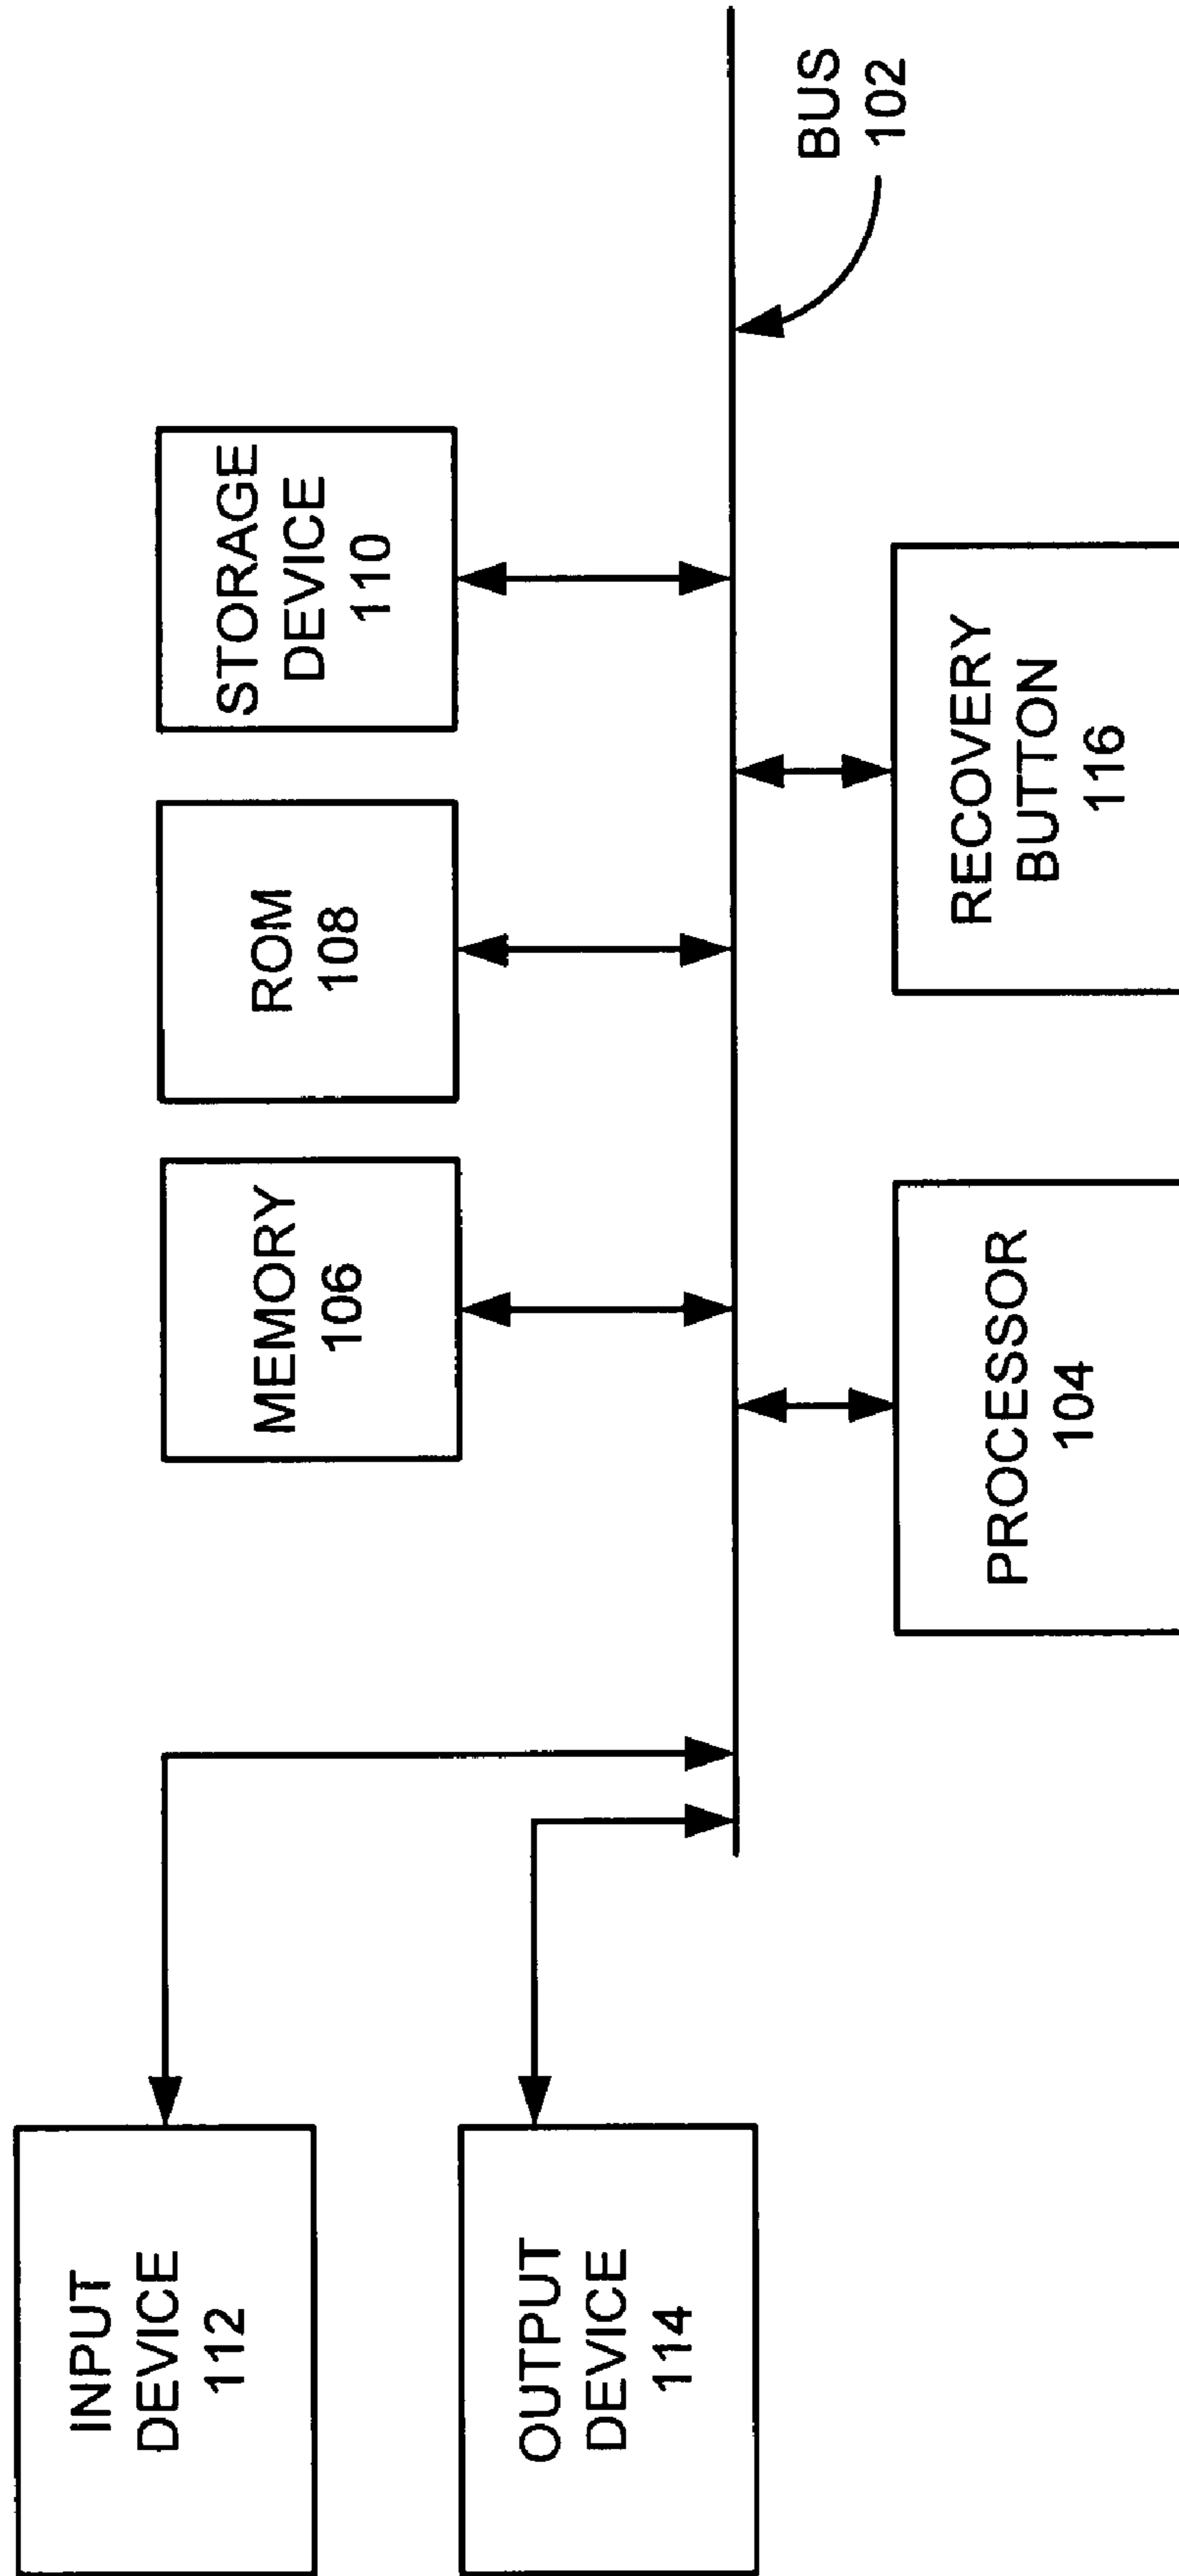 INPUT
DEVICE
112
OUTPUT
DEVICE
114
MEMORY
106
ROM
108
STORAGE
DEVICE
110
BUS
102
PROCESSOR
104
RECOVERY
BUTTON
116